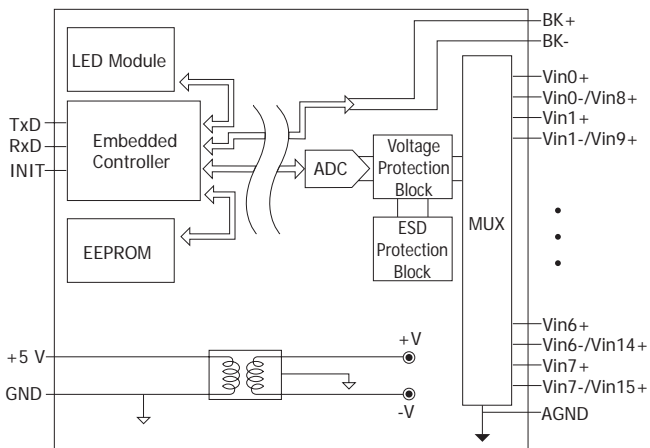 BK+
BK-
LED Module
Vin0+
Vin0-/Vin8+
Vin1+
Vin1-/Vin9+
TxD
RxD
INIT
Embedded
Controller
ADC
Voltage
Protection
Block
ESD
Protection
Block
MUX
EEPROM
Vin6+
Vin6-/Vin14+
Vin7+
Vin7-/Vin15+
AGND
+5 V
GND
+V
-V